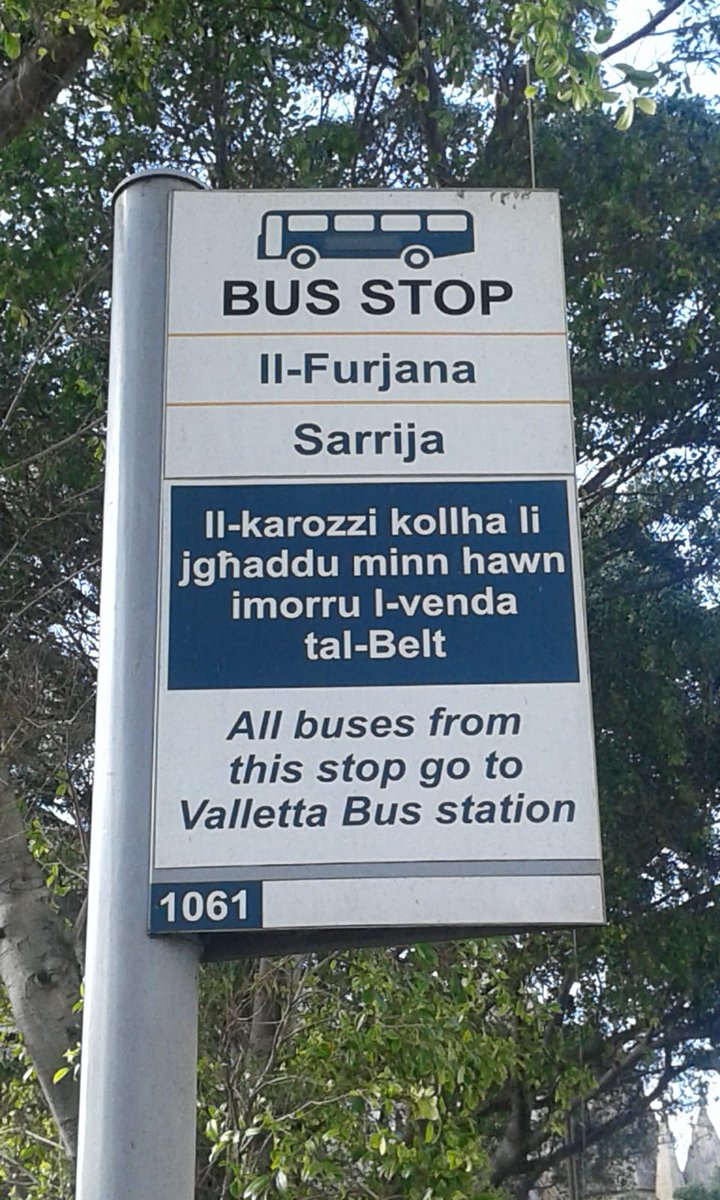 BUS STOP
Il-Furjana
Sarrija
Il-karozzi kollha li
jgħaddu minn hawn
imorru l-venda
tal-Belt
All buses from
this stop go to
Valletta Bus station
1061